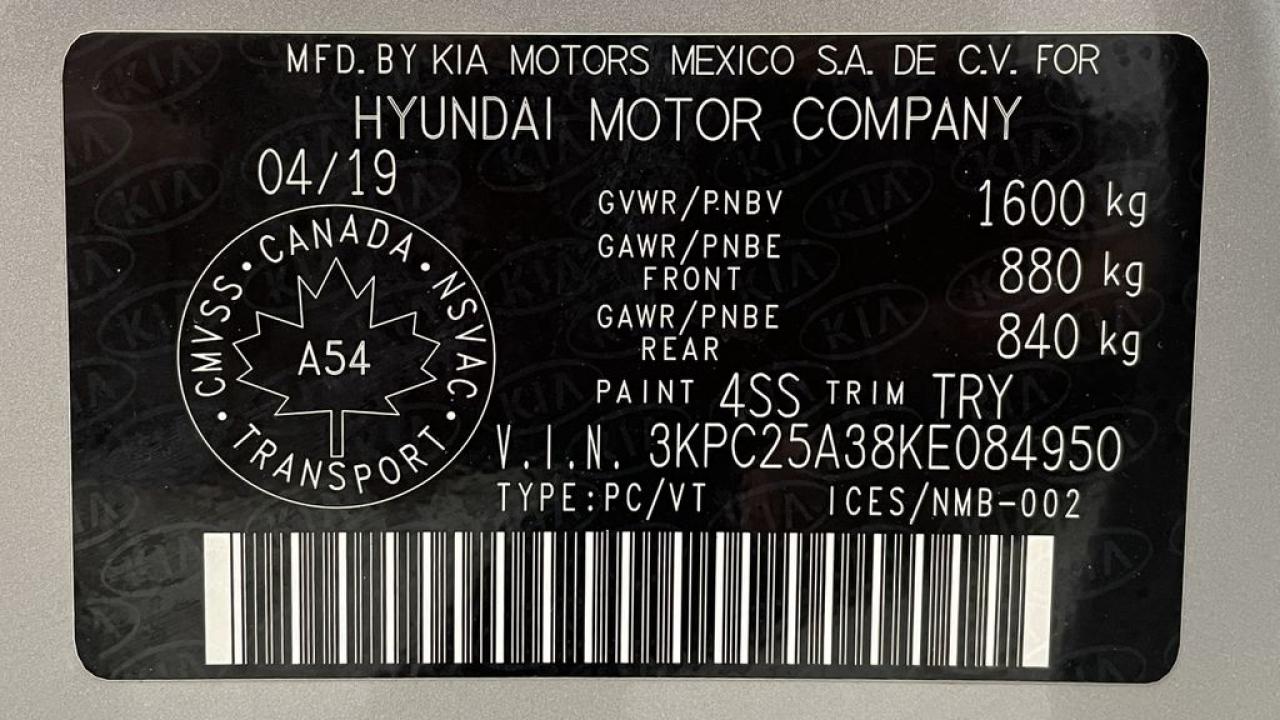 MFD. BY KIA MOTORS MEXICO S.A. DE C.V. FOR
HYUNDAI MOTOR COMPANY
04/19
CMVSS • CANADA • NSVAC • TRANSPORT •
A54
GVWR/PNBV 1600 kg
GAWR/PNBE FRONT 880 kg
GAWR/PNBE REAR 840 kg
PAINT 4SS TRIM TRY
V.I.N. 3KPC25A38KE084950
TYPE:PC/VT ICES/NMB-002